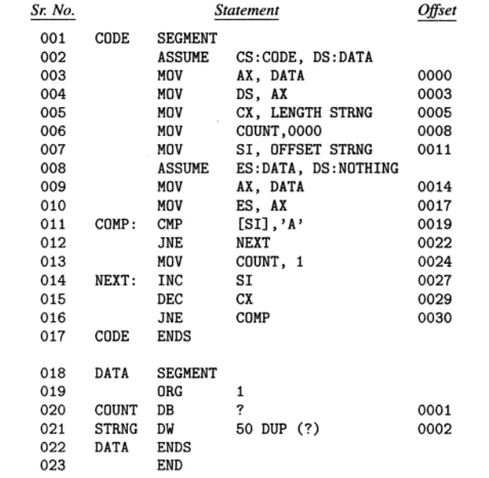 Sr. No. Statement Offset
001 CODE SEGMENT
002 ASSUME CS:CODE, DS:DATA
003 MOV AX, DATA 0000
004 MOV DS, AX 0003
005 MOV CX, LENGTH STRNG 0005
006 MOV COUNT,0000 0008
007 MOV SI, OFFSET STRNG 0011
008 ASSUME ES:DATA, DS:NOTHING
009 MOV AX, DATA 0014
010 MOV ES, AX 0017
011 COMP: CMP [SI],'A' 0019
012 JNE NEXT 0022
013 MOV COUNT, 1 0024
014 NEXT: INC SI 0027
015 DEC CX 0029
016 JNE COMP 0030
017 CODE ENDS
018 DATA SEGMENT
019 ORG 1
020 COUNT DB ? 0001
021 STRNG DW 50 DUP (?) 0002
022 DATA ENDS
023 END